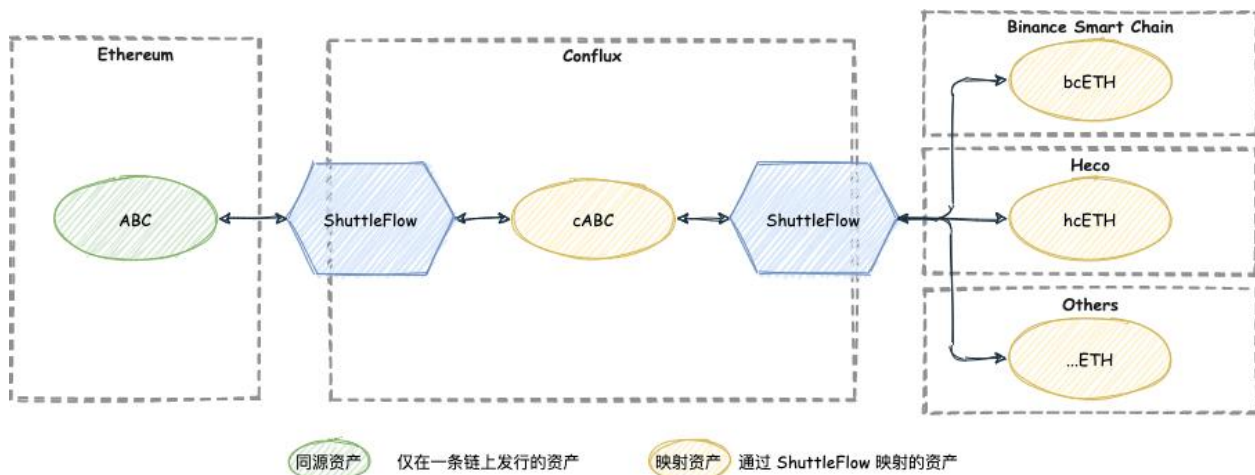 Ethereum
Conflux
Binance Smart Chain
bcETH
Heco
ABC
ShuttleFlow
cABC
ShuttleFlow
hcETH
Others
...ETH
同源资产 仅在一条链上发行的资产 映射资产 通过 ShuttleFlow 映射的资产